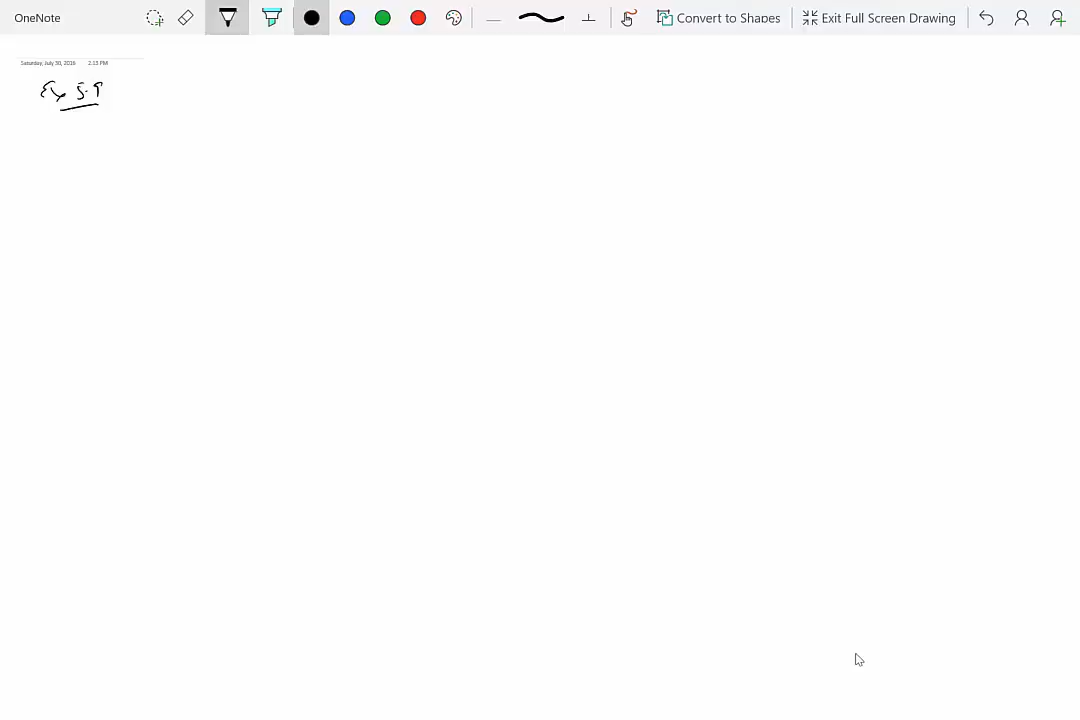 OneNote
Convert to Shapes
Exit Full Screen Drawing
Saturday, July 30, 2016 2:13 PM
Ex 5.9